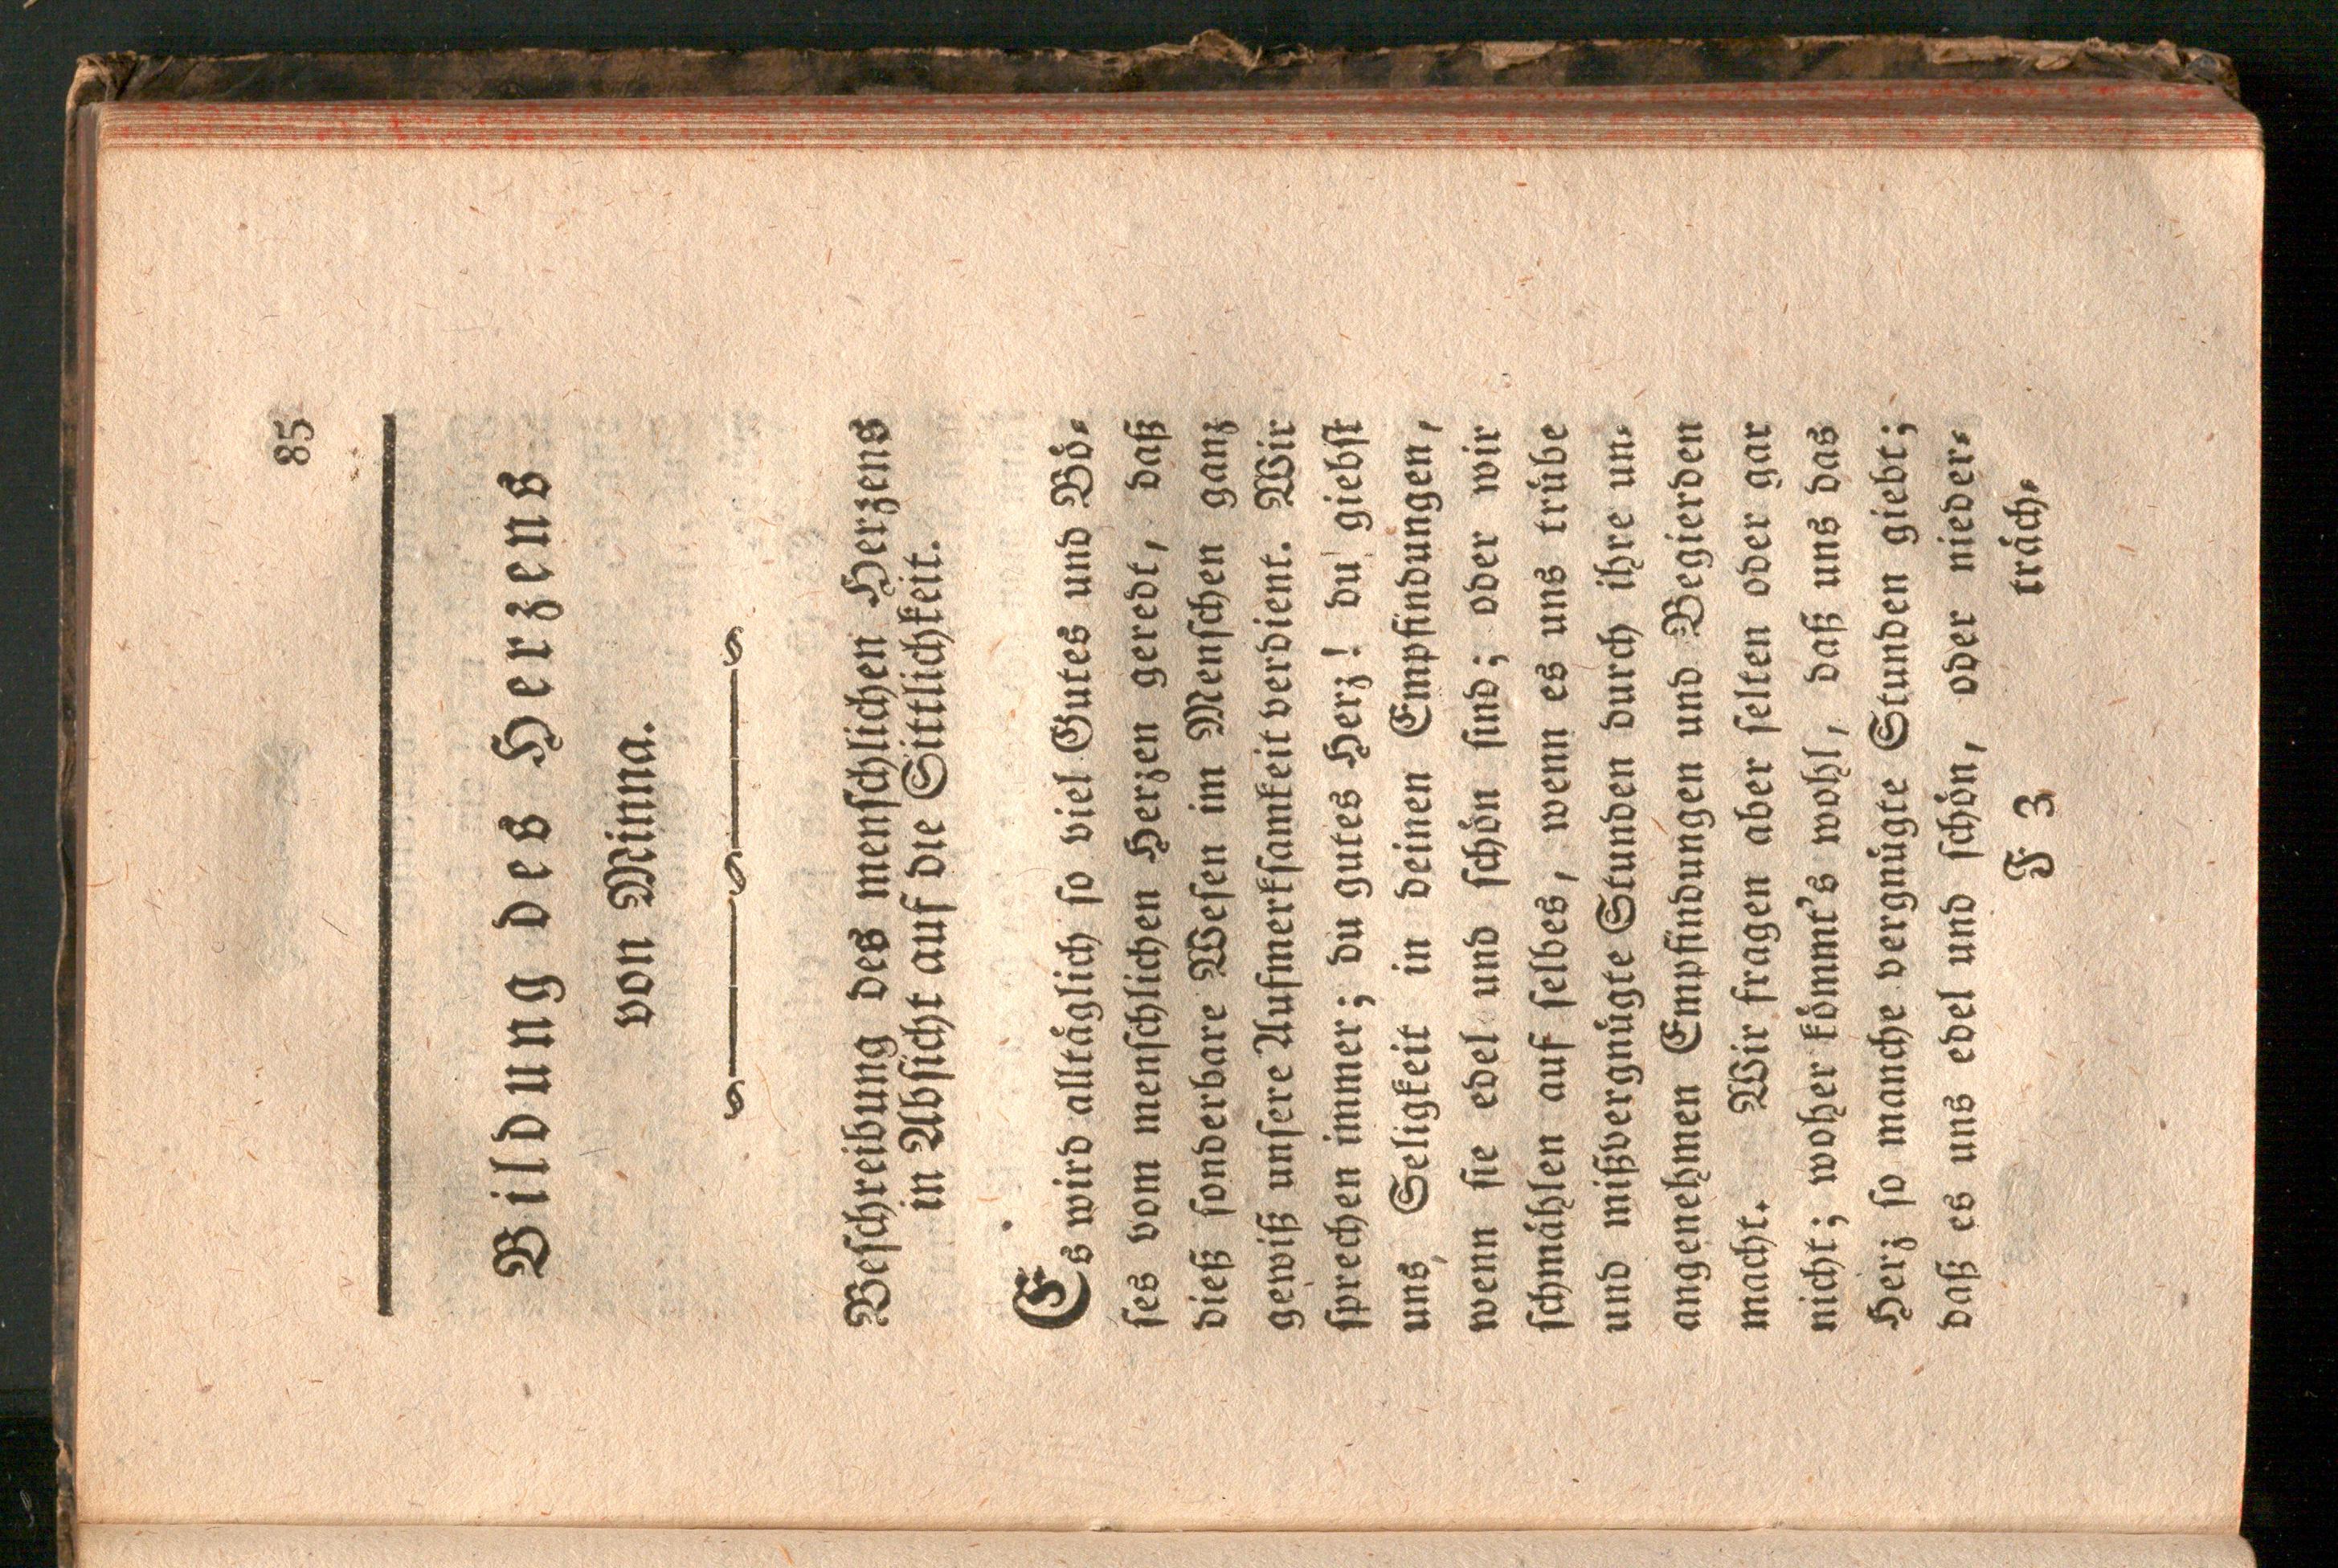 85
Bildung des Herzens
von Minna.
Beſchreibung des menſchlichen Herzens
in Abſicht auf die Sittlichkeit.
Es wird alltäglich ſo viel Gutes und Bö⸗
ſes vom menſchlichen Herzen geredt, daß
dieß ſonderbare Weſen im Menſchen ganz
gewiß unſere Aufmerkſamkeit verdient. Wir
ſprechen immer; du gutes Herz! du giebſt
uns Seligkeit in deinen Empfindungen,
wenn ſie edel und ſchön ſind; oder wir
ſchmählen auf ſelbes, wenn es uns trübe
und mißvergnügte Stunden durch ihre un⸗
angenehmen Empfindungen und Begierden
macht. Wir fragen aber ſelten oder gar
nicht; woher kömmt's wohl, daß uns das
Herz ſo manche vergnügte Stunden giebt;
daß es uns edel und ſchön, oder nieder⸗
F 3 träch⸗